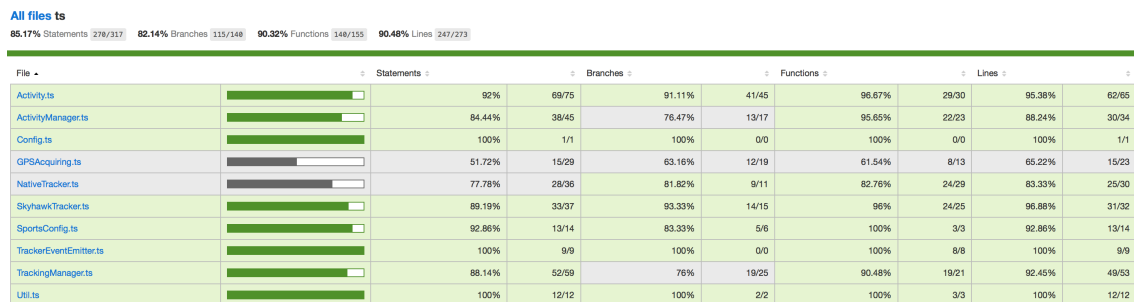 All files ts
85.17% Statements 270/317 82.14% Branches 115/140 90.32% Functions 140/155 90.48% Lines 247/273
File Statements Branches Functions Lines
Activity.ts 92% 69/75 91.11% 41/45 96.67% 29/30 95.38% 62/65
ActivityManager.ts 84.44% 38/45 76.47% 13/17 95.65% 22/23 88.24% 30/34
Config.ts 100% 1/1 100% 0/0 100% 0/0 100% 1/1
GPSAcquiring.ts 51.72% 15/29 63.16% 12/19 61.54% 8/13 65.22% 15/23
NativeTracker.ts 77.78% 28/36 81.82% 9/11 82.76% 24/29 83.33% 25/30
SkyhawkTracker.ts 89.19% 33/37 93.33% 14/15 96% 24/25 96.88% 31/32
SportsConfig.ts 92.86% 13/14 83.33% 5/6 100% 3/3 92.86% 13/14
TrackerEventEmitter.ts 100% 9/9 100% 0/0 100% 8/8 100% 9/9
TrackingManager.ts 88.14% 52/59 76% 19/25 90.48% 19/21 92.45% 49/53
Util.ts 100% 12/12 100% 2/2 100% 3/3 100% 12/12